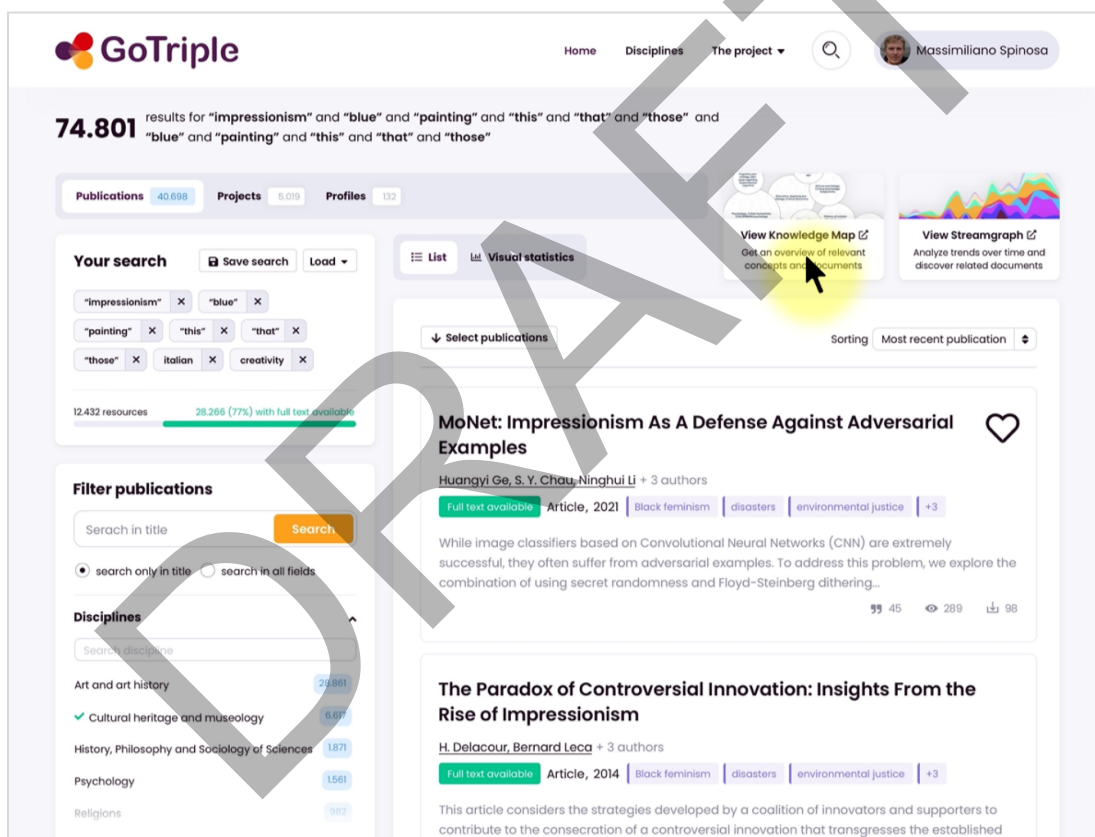 GoTriple
Home Disciplines The project Massimiliano Spinosa
74.801 results for “impressionism” and “blue” and “painting” and “this” and “that” and “those” and
“blue” and “painting” and “this” and “that” and “those”
Publications 40.698 Projects 5.019 Profiles 132
View Knowledge Map
Get an overview of relevant
concepts and documents
View Streamgraph
Analyze trends over time and
discover related documents
Your search Save search Load
“impressionism” × “blue” ×
“painting” × “this” × “that” ×
“those” × italian × creativity ×
12.432 resources 28.266 (77%) with full text available
Filter publications
Serach in title Search
search only in title search in all fields
Disciplines
Search discipline
Art and art history 28.861
Cultural heritage and museology 6.617
History, Philosophy and Sociology of Sciences 1.871
Psychology 1.561
Religions 982
List Visual statistics
Select publications Sorting Most recent publication
MoNet: Impressionism As A Defense Against Adversarial
Examples
Huangyi Ge, S. Y. Chau, Ninghui Li + 3 authors
Full text available Article, 2021 Black feminism disasters environmental justice +3
While image classifiers based on Convolutional Neural Networks (CNN) are extremely
successful, they often suffer from adversarial examples. To address this problem, we explore the
combination of using secret randomness and Floyd-Steinberg dithering...
45 289 98
The Paradox of Controversial Innovation: Insights From the
Rise of Impressionism
H. Delacour, Bernard Leca + 3 authors
Full text available Article, 2014 Black feminism disasters environmental justice +3
This article considers the strategies developed by a coalition of innovators and supporters to
contribute to the consecration of a controversial innovation that transgresses the established
DRAFT